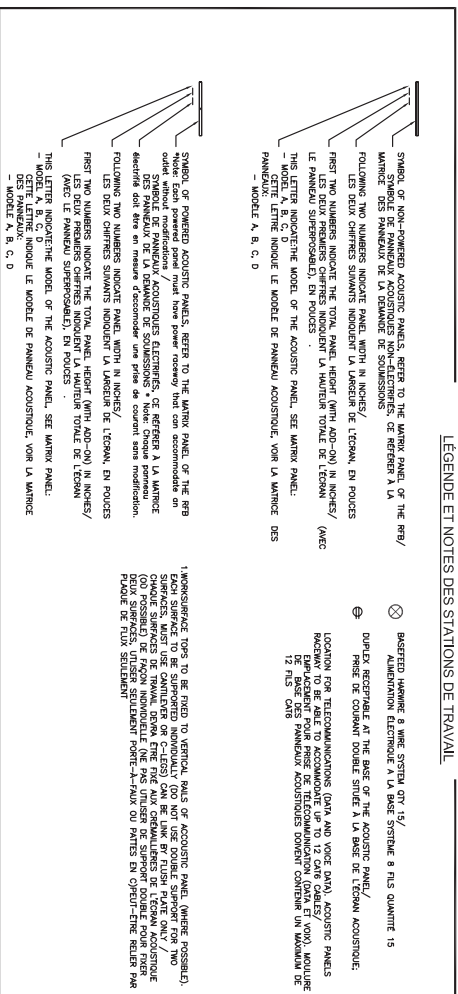 LÉGENDE ET NOTES DES STATIONS DE TRAVAIL
SYMBOL OF NON-POWERED ACOUSTIC PANELS, REFER TO THE MATRIX PANEL OF THE RFB/
SYMBOLE DE PANNEAUX ACOUSTIQUES NON-ÉLECTRIFIÉS, CE RÉFÉRER À LA
MATRICE DES PANNEAUX DE LA DEMANDE DE SOUMISSIONS
FOLLOWING TWO NUMBERS INDICATE PANEL WIDTH IN INCHES/
LES DEUX CHIFFRES SUIVANTS INDIQUENT LA LARGEUR DE L'ÉCRAN, EN POUCES
FIRST TWO NUMBERS INDICATE THE TOTAL PANEL HEIGHT (WITH ADD-ON) IN INCHES/
LES DEUX PREMIERS CHIFFRES INDIQUENT LA HAUTEUR TOTALE DE L'ÉCRAN (AVEC
LE PANNEAU SUPERPOSABLE), EN POUCES .
THIS LETTER INDICATE:THE MODEL OF THE ACOUSTIC PANEL, SEE MATRIX PANEL:
- MODEL A, B, C, D
CETTE LETTRE INDIQUE LE MODÈLE DE PANNEAU ACOUSTIQUE, VOIR LA MATRICE DES
PANNEAUX:
- MODÈLE A, B, C, D
SYMBOL OF POWERED ACOUSTIC PANELS, REFER TO THE MATRIX PANEL OF THE RFB
*Note: Each powered panel must have power raceway that can accommodate an
outlet without modifications /
SYMBOLE DE PANNEAUX ACOUSTIQUES ÉLECTRIFIÉS, CE RÉFÉRER À LA MATRICE
DES PANNEAUX DE LA DEMANDE DE SOUMISSIONS * Note: Chaque panneau
électrifié doit être en mesure d'accomoder une prise de courant sans modification.
FOLLOWING TWO NUMBERS INDICATE PANEL WIDTH IN INCHES/
LES DEUX CHIFFRES SUIVANTS INDIQUENT LA LARGEUR DE L'ÉCRAN, EN POUCES
FIRST TWO NUMBERS INDICATE THE TOTAL PANEL HEIGHT (WITH ADD-ON) IN INCHES/
LES DEUX PREMIERS CHIFFRES INDIQUENT LA HAUTEUR TOTALE DE L'ÉCRAN
(AVEC LE PANNEAU SUPERPOSABLE), EN POUCES .
THIS LETTER INDICATE:THE MODEL OF THE ACOUSTIC PANEL, SEE MATRIX PANEL:
- MODEL A, B, C, D
CETTE LETTRE INDIQUE LE MODÈLE DE PANNEAU ACOUSTIQUE, VOIR LA MATRICE
DES PANNEAUX:
- MODÈLE A, B, C, D
BASEFEED HARWIRE 8 WIRE SYSTEM QTY 15/
ALIMENTATION ÉLECTRIQUE À LA BASE SYSTÈME 8 FILS QUANTITÉ 15
DUPLEX RECEPTABLE AT THE BASE OF THE ACOUSTIC PANEL/
PRISE DE COURANT DOUBLE SITUÉE À LA BASE DE L'ÉCRAN ACOUSTIQUE;
LOCATION FOR TELECOMMUNICATIONS (DATA AND VOICE DATA). ACOUSTIC PANELS
RACEWAY TO BE ABLE TO ACCOMMODATE UP TO 12 CAT6 CABLES/
EMPLACEMENT POUR PRISE DE TÉLÉCOMMUNICATION (DATA ET VOIX). MOULURE
DE BASE DES PANNEAUX ACOUSTIQUES DOIVENT CONTENIR UN MAXIMUM DE
12 FILS CAT6
1.WORKSURFACE TOPS TO BE FIXED TO VERTICAL RAILS OF ACCOUSTIC PANEL (WHERE POSSIBLE).
EACH SURFACE TO BE SUPPORTED INDIVIDUALLY (DO NOT USE DOUBLE SUPPORT FOR TWO
SURFACES, MUST USE CANTILEVER OR C-LEGS) CAN BE LINK BY FLUSH PLATE ONLY /
CHAQUE SURFACES DE TRAVAIL DEVRA ÊTRE FIXÉ AUX CRÉMAILLIÈRES DE L'ÉCRAN ACOUSTIQUE
(OÙ POSSIBLE) DE FAÇON INDIVIDUELLE (NE PAS UTILISER DE SUPPORT DOUBLE POUR FIXER
DEUX SURFACES, UTLISER SEULEMENT PORTE-À-FAUX OU PATTES EN C)PEUT-ÊTRE RELIER PAR
PLAQUE DE FLUX SEULEMENT